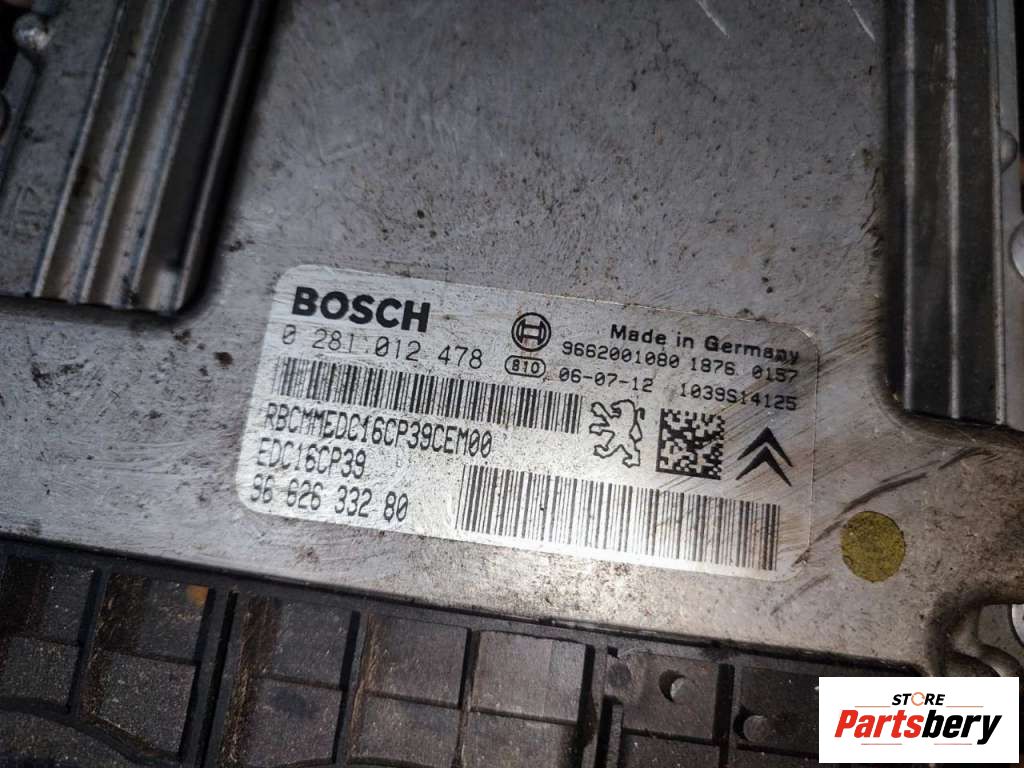 BOSCH
Made in Germany
0 281 012 478
9662001080 1876 0157
810 06-07-12 1039S14125
RBCMMEDC16CP39CEM00
EDC16CP39
96 626 332 80
STORE
Partsbery